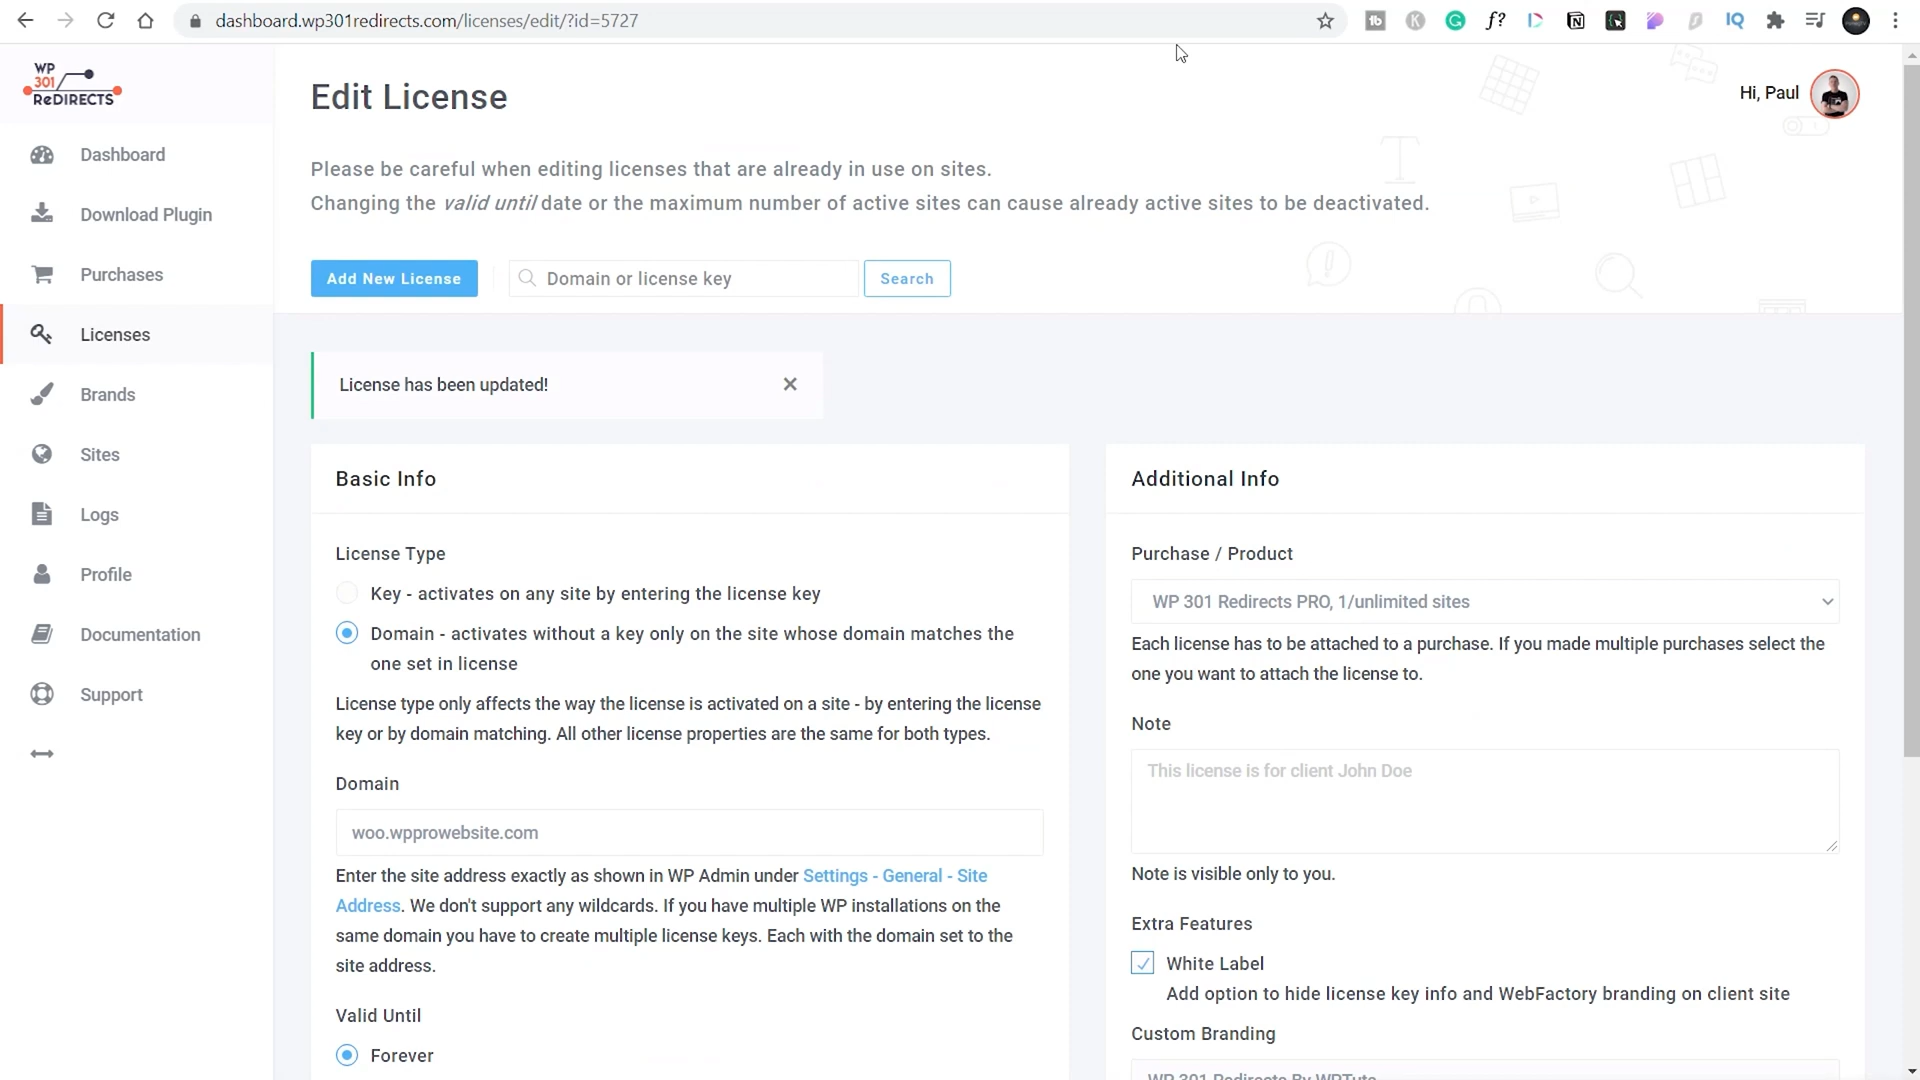 dashboard.wp301redirects.com/licenses/edit/?id=5727
WP
301
ReDIRECTS
Dashboard
Download Plugin
Purchases
Licenses
Brands
Sites
Logs
Profile
Documentation
Support
Edit License
Hi, Paul
Please be careful when editing licenses that are already in use on sites.
Changing the valid until date or the maximum number of active sites can cause already active sites to be deactivated.
Add New License
Domain or license key
Search
License has been updated!
Basic Info
License Type
Key - activates on any site by entering the license key
Domain - activates without a key only on the site whose domain matches the
one set in license
License type only affects the way the license is activated on a site - by entering the license
key or by domain matching. All other license properties are the same for both types.
Domain
woo.wpprowebsite.com
Enter the site address exactly as shown in WP Admin under Settings - General - Site
Address. We don't support any wildcards. If you have multiple WP installations on the
same domain you have to create multiple license keys. Each with the domain set to the
site address.
Valid Until
Forever
Additional Info
Purchase / Product
WP 301 Redirects PRO, 1/unlimited sites
Each license has to be attached to a purchase. If you made multiple purchases select the
one you want to attach the license to.
Note
This license is for client John Doe
Note is visible only to you.
Extra Features
White Label
Add option to hide license key info and WebFactory branding on client site
Custom Branding
WP 301 Redirects By WPTuts